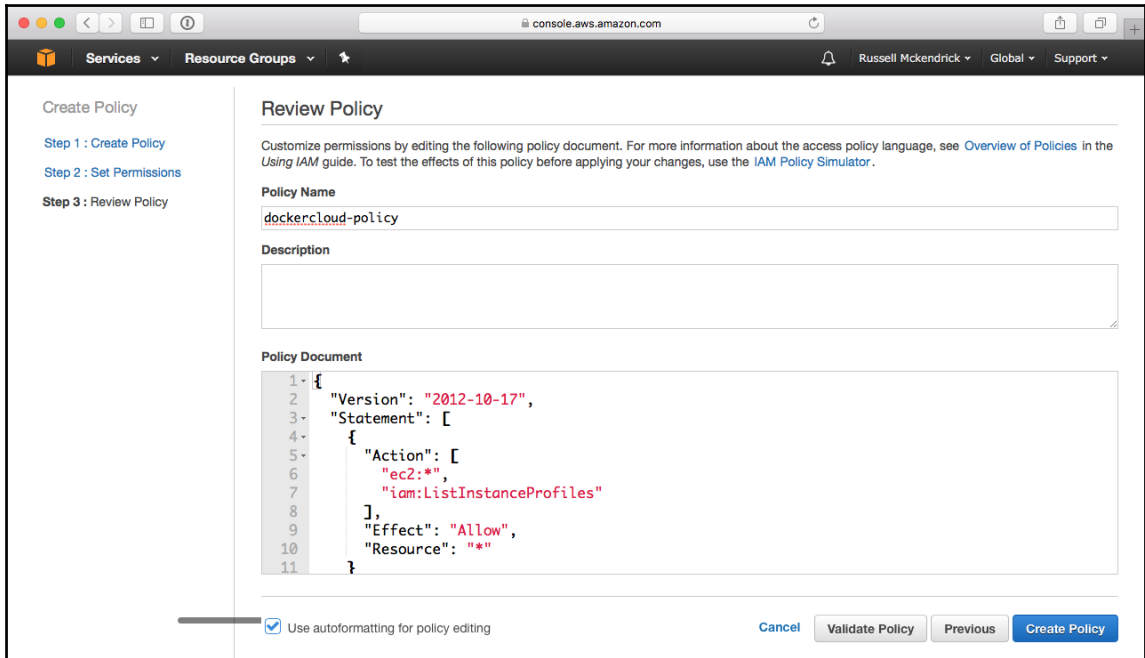 console.aws.amazon.com
Services Resource Groups Russell Mckendrick Global Support
Create Policy
Step 1 : Create Policy
Step 2 : Set Permissions
Step 3 : Review Policy
Review Policy
Customize permissions by editing the following policy document. For more information about the access policy language, see Overview of Policies in the
Using IAM guide. To test the effects of this policy before applying your changes, use the IAM Policy Simulator.
Policy Name
dockercloud-policy
Description
Policy Document
1 {
2 "Version": "2012-10-17",
3 "Statement": [
4 {
5 "Action": [
6 "ec2:*",
7 "iam:ListInstanceProfiles"
8 ],
9 "Effect": "Allow",
10 "Resource": "*"
11 }
Use autoformatting for policy editing Cancel Validate Policy Previous Create Policy